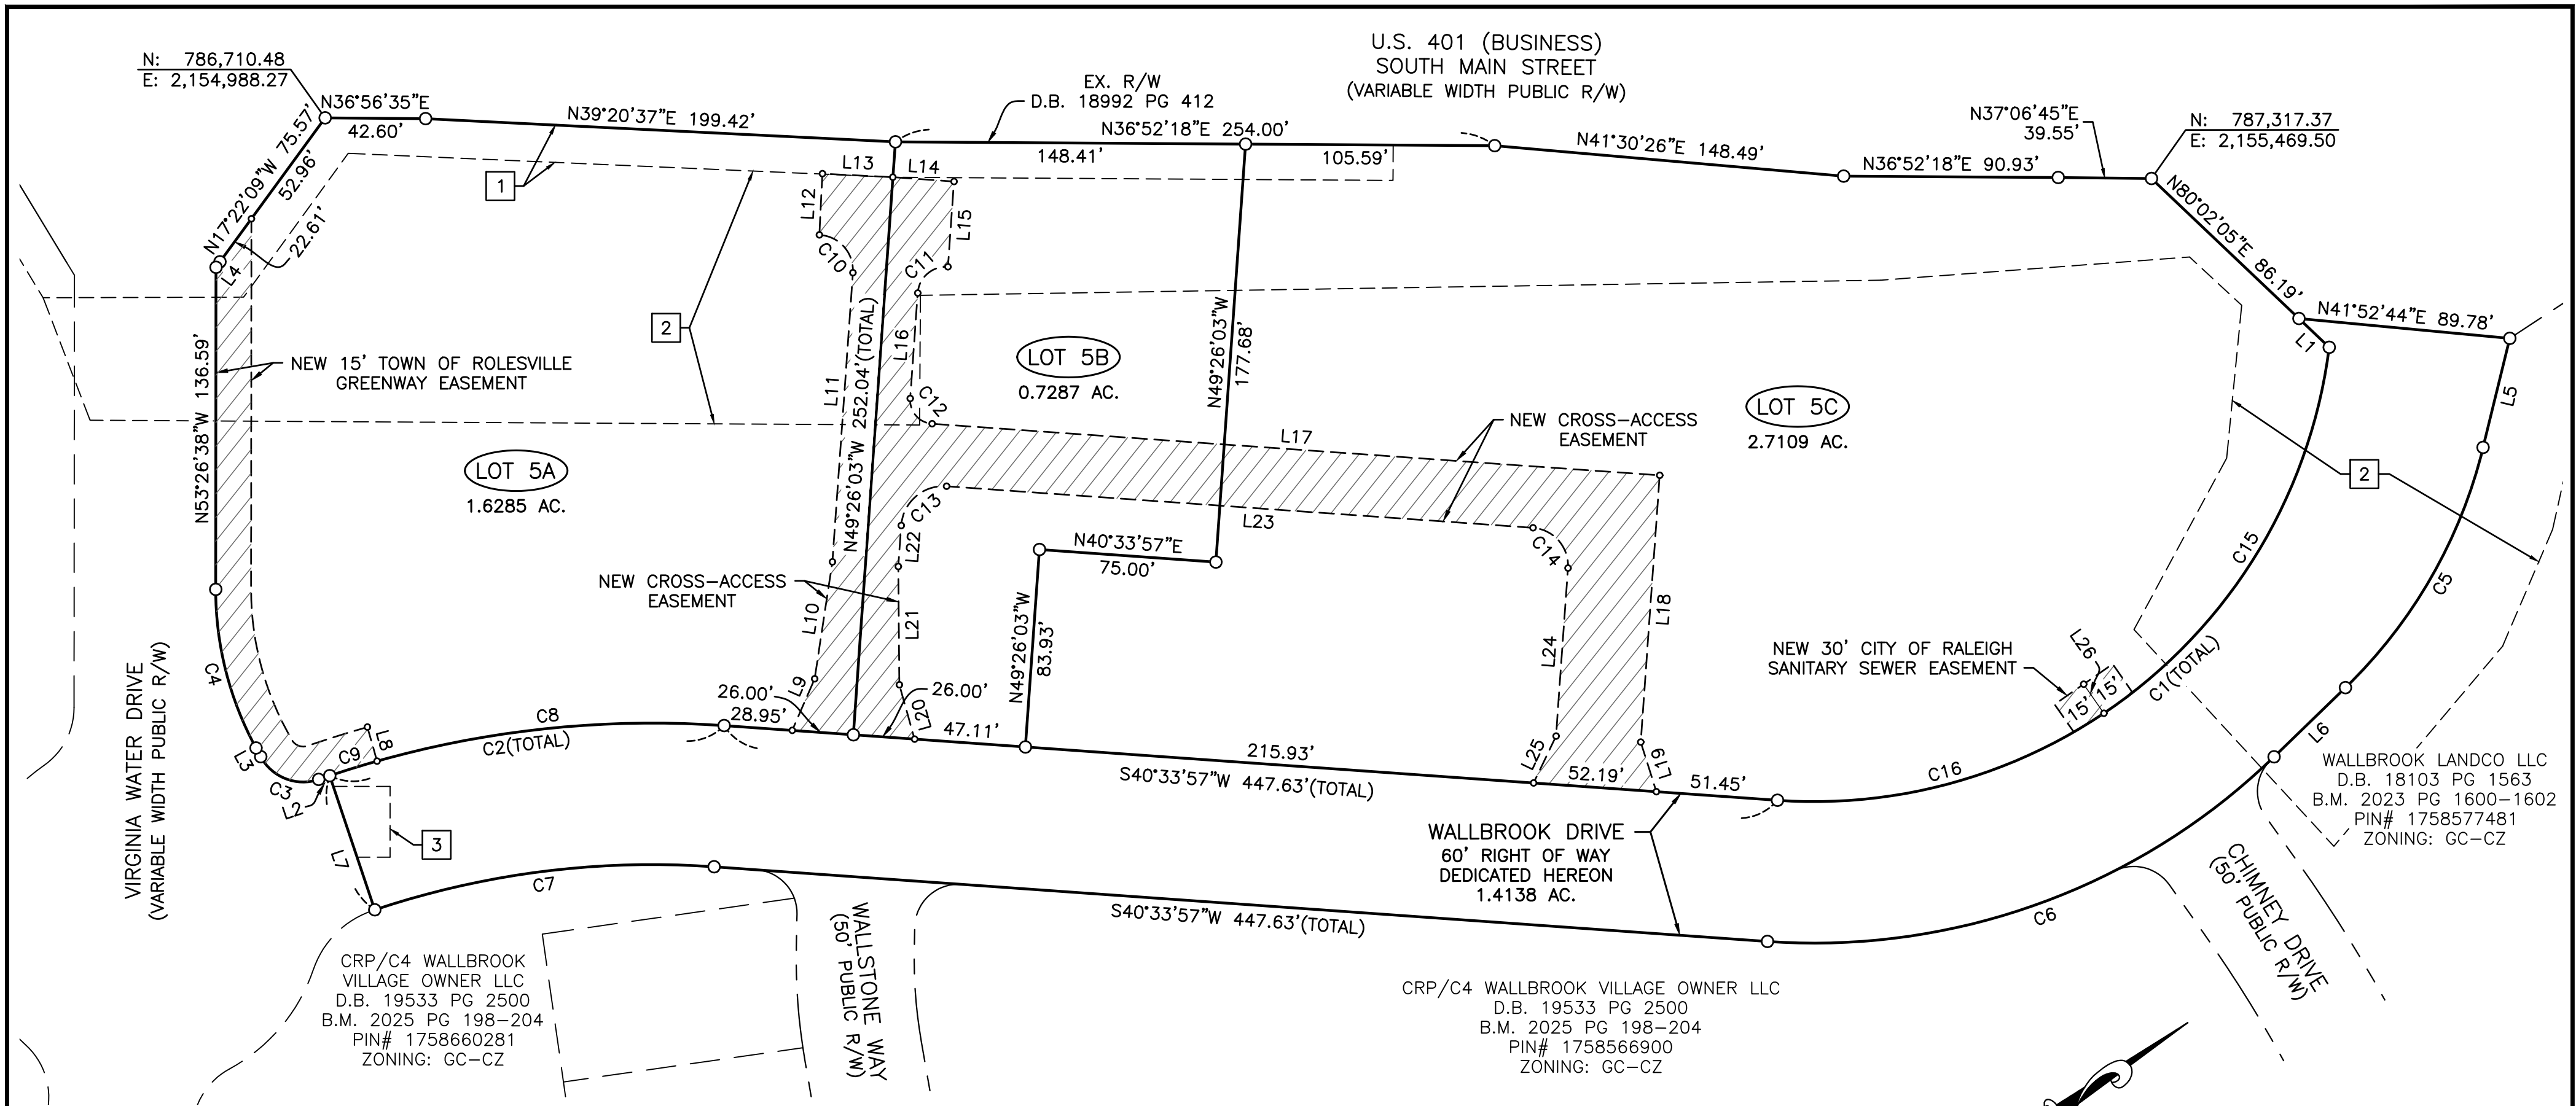 U.S. 401 (BUSINESS)
SOUTH MAIN STREET
(VARIABLE WIDTH PUBLIC R/W)
N: 786,710.48
E: 2,154,988.27
N36°56'35"E
42.60'
N39°20'37"E 199.42'
EX. R/W
D.B. 18992 PG 412
N36°52'18"E 254.00'
148.41'
105.59'
N41°30'26"E 148.49'
N36°52'18"E 90.93'
N37°06'45"E
39.55'
N: 787,317.37
E: 2,155,469.50
N80°02'05"E 86.19'
N41°52'44"E 89.78'
L1
L5
N17°22'09"W 75.57'
52.96'
22.61'
L4
1
2
L13
L14
L12
L15
C10
C11
L16
C12
L11
N49°26'03"W 252.04'(TOTAL)
N53°26'38"W 136.59'
NEW 15' TOWN OF ROLESVILLE
GREENWAY EASEMENT
LOT 5A
1.6285 AC.
LOT 5B
0.7287 AC.
N49°26'03"W
177.68'
LOT 5C
2.7109 AC.
NEW CROSS-ACCESS
EASEMENT
L17
L23
C13
L22
N40°33'57"E
75.00'
C14
L18
L24
C15
2
C5
NEW CROSS-ACCESS
EASEMENT
L10
L21
N49°26'03"W
83.93'
NEW 30' CITY OF RALEIGH
SANITARY SEWER EASEMENT
L26
15'
15'
C1(TOTAL)
L6
C4
VIRGINIA WATER DRIVE
(VARIABLE WIDTH PUBLIC R/W)
L3
C3
L2
C9
L8
C8
C2(TOTAL)
26.00'
28.95'
L9
26.00'
L20
47.11'
215.93'
S40°33'57"W 447.63'(TOTAL)
L25
52.19'
L19
51.45'
C16
WALLBROOK DRIVE
60' RIGHT OF WAY
DEDICATED HEREON
1.4138 AC.
WALLBROOK LANDCO LLC
D.B. 18103 PG 1563
B.M. 2023 PG 1600-1602
PIN# 1758577481
ZONING: GC-CZ
L7
3
C7
S40°33'57"W 447.63'(TOTAL)
C6
CHIMNEY DRIVE
(50' PUBLIC R/W)
WALLSTONE WAY
(50' PUBLIC R/W)
CRP/C4 WALLBROOK
VILLAGE OWNER LLC
D.B. 19533 PG 2500
B.M. 2025 PG 198-204
PIN# 1758660281
ZONING: GC-CZ
CRP/C4 WALLBROOK VILLAGE OWNER LLC
D.B. 19533 PG 2500
B.M. 2025 PG 198-204
PIN# 1758566900
ZONING: GC-CZ